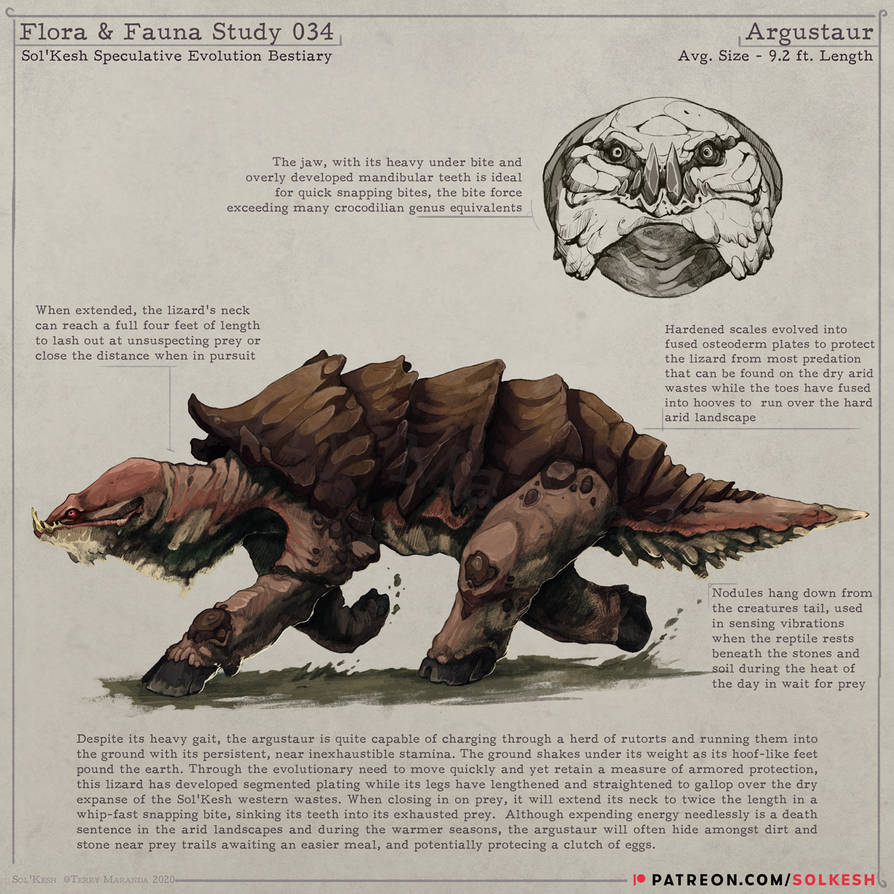 Flora & Fauna Study 034
Argustaur
Sol'Kesh Speculative Evolution Bestiary
Avg. Size - 9.2 ft. Length
The jaw, with its heavy under bite and
overly developed mandibular teeth is ideal
for quick snapping bites, the bite force
exceeding many crocodilian genus equivalents
When extended, the lizard's neck
can reach a full four feet of length
to lash out at unsuspecting prey or
close the distance when in pursuit
Hardened scales evolved into
fused osteoderm plates to protect
the lizard from most predation
that can be found on the dry arid
wastes while the toes have fused
into hooves to run over the hard
arid landscape
Nodules hang down from
the creatures tail, used
in sensing vibrations
when the reptile rests
beneath the stones and
soil during the heat of
the day in wait for prey
Despite its heavy gait, the argustaur is quite capable of charging through a herd of rutorts and running them into
the ground with its persistent, near inexhaustible stamina. The ground shakes under its weight as its hoof-like feet
pound the earth. Through the evolutionary need to move quickly and yet retain a measure of armored protection,
this lizard has developed segmented plating while its legs have lengthened and straightened to gallop over the dry
expanse of the Sol'Kesh western wastes. When closing in on prey, it will extend its neck to twice the length in a
whip-fast snapping bite, sinking its teeth into its exhausted prey. Although expending energy needlessly is a death
sentence in the arid landscapes and during the warmer seasons, the argustaur will often hide amongst dirt and
stone near prey trails awaiting an easier meal, and potentially protecing a clutch of eggs.
Sol'Kesh @Terry Maranda 2020
PATREON.COM/SOLKESH